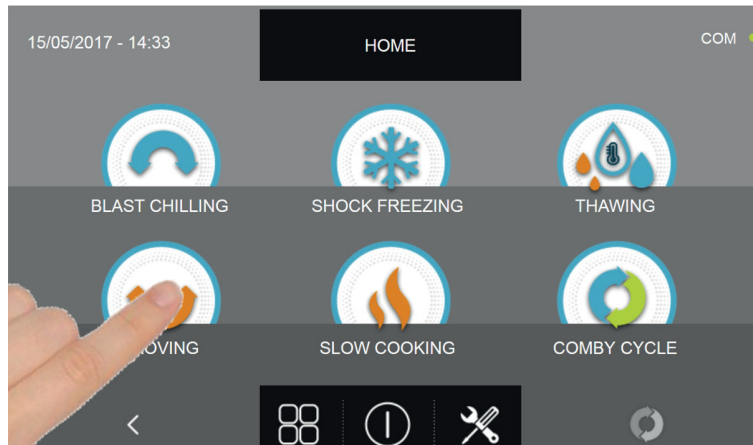 15/05/2017 - 14:33
HOME
COM
BLAST CHILLING
SHOCK FREEZING
THAWING
SLOW COOKING
COMBY CYCLE